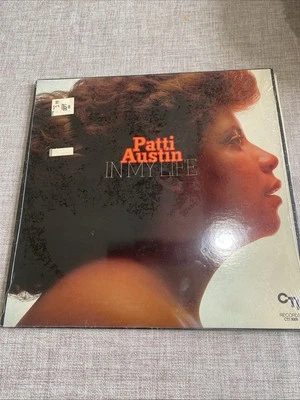 Patti
Austin
IN MY LIFE
CTI
RECORDS